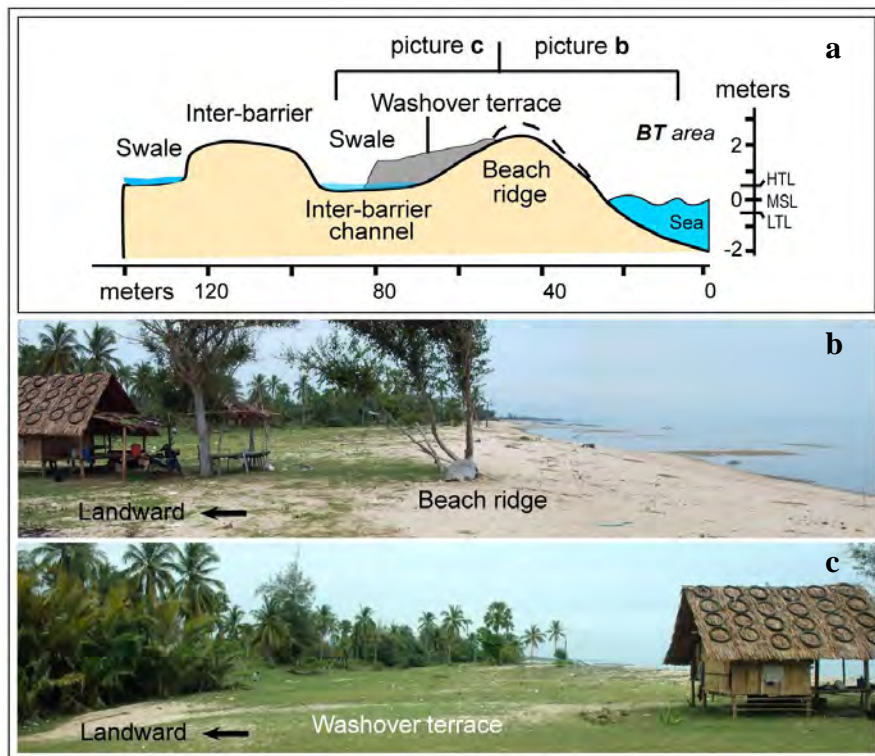 a
picture c
picture b
meters
Washover terrace
Inter-barrier
BT area
Swale
Swale
2
Beach
ridge
HTL
0
MSL
LTL
Inter-barrier
channel
Sea
-2
meters
120
80
40
0
b
Beach ridge
Landward
c
Washover terrace
Landward